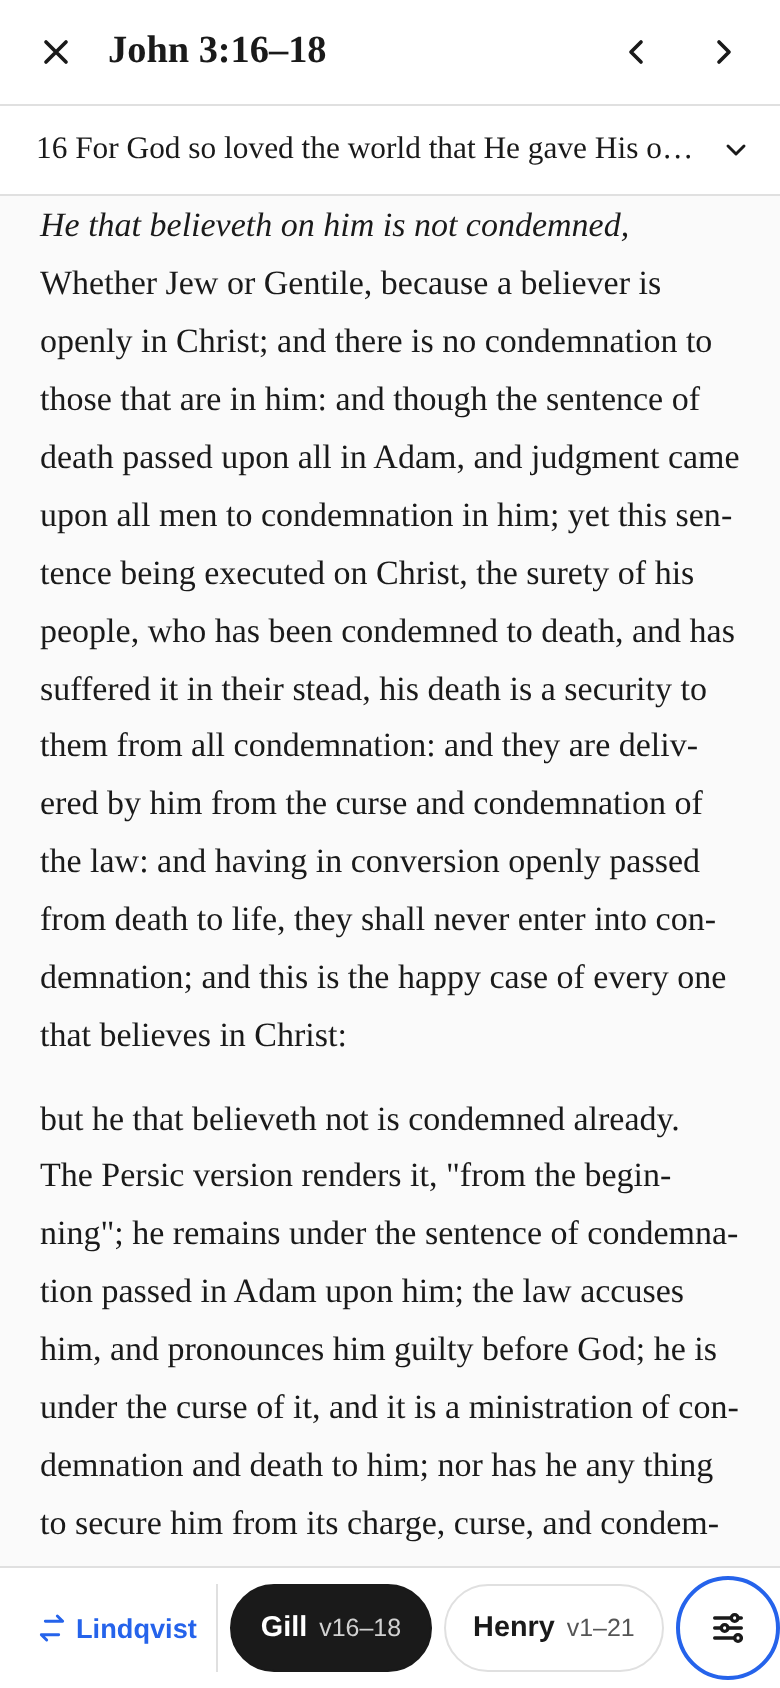 John 3:16–18
16 For God so loved the world that He gave His o…
He that believeth on him is not condemned,
Whether Jew or Gentile, because a believer is
openly in Christ; and there is no condemnation to
those that are in him: and though the sentence of
death passed upon all in Adam, and judgment came
upon all men to condemnation in him; yet this sen-
tence being executed on Christ, the surety of his
people, who has been condemned to death, and has
suffered it in their stead, his death is a security to
them from all condemnation: and they are deliv-
ered by him from the curse and condemnation of
the law: and having in conversion openly passed
from death to life, they shall never enter into con-
demnation; and this is the happy case of every one
that believes in Christ:
but he that believeth not is condemned already.
The Persic version renders it, "from the begin-
ning"; he remains under the sentence of condemna-
tion passed in Adam upon him; the law accuses
him, and pronounces him guilty before God; he is
under the curse of it, and it is a ministration of con-
demnation and death to him; nor has he any thing
to secure him from its charge, curse, and condem-
Lindqvist Gill v16–18 Henry v1–21